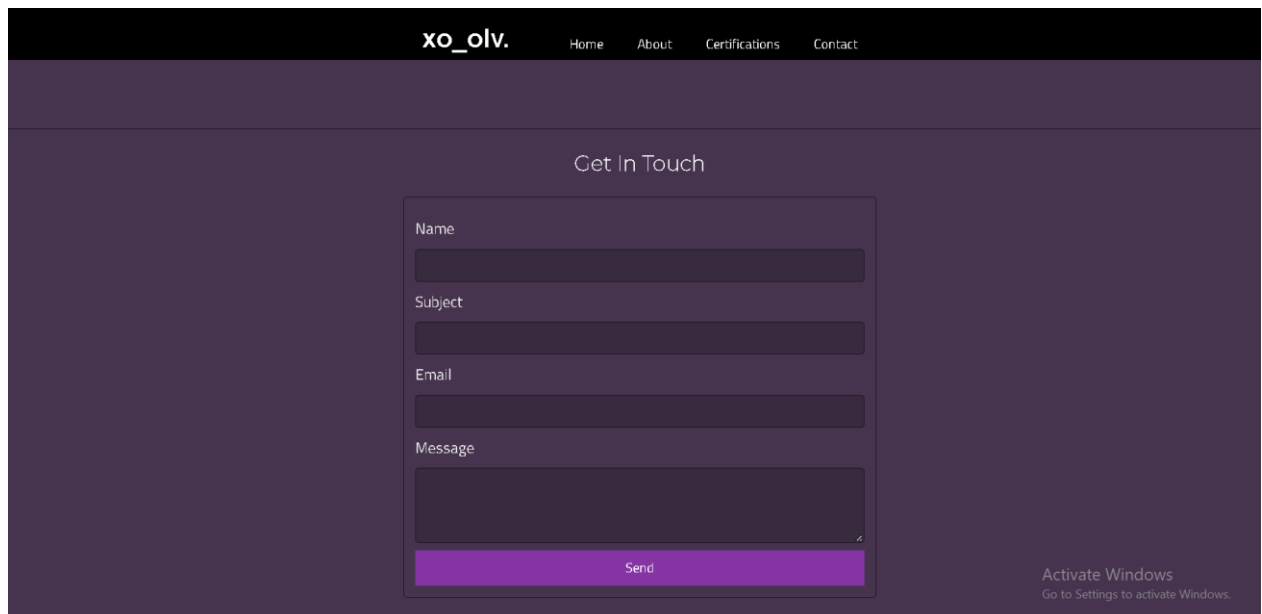 xo_olv. Home About Certifications Contact
Get In Touch
Name
Subject
Email
Message
Send
Activate Windows
Go to Settings to activate Windows.